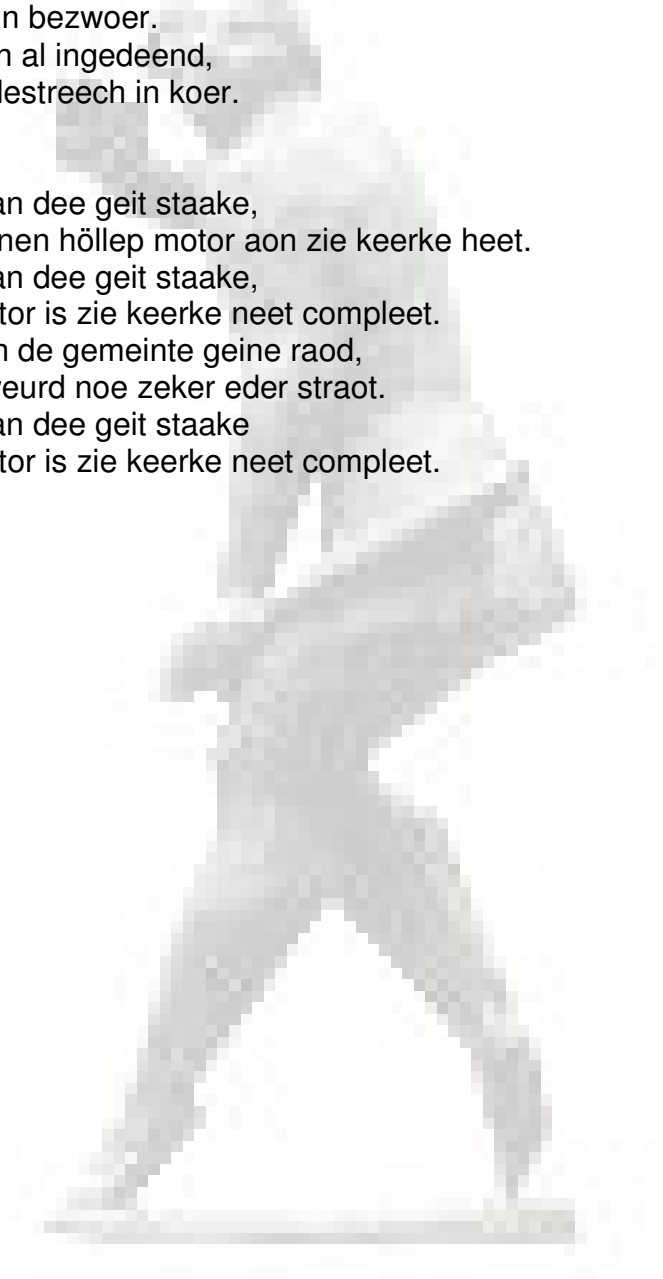 n bezwoer.
n al ingedeend,
estreech in koer.
an dee geit staake,
nen höllep motor aon zie keerke heet.
an dee geit staake,
tor is zie keerke neet compleet.
n de gemeinte geine raod,
eurd noe zeker eder straot.
an dee geit staake
tor is zie keerke neet compleet.